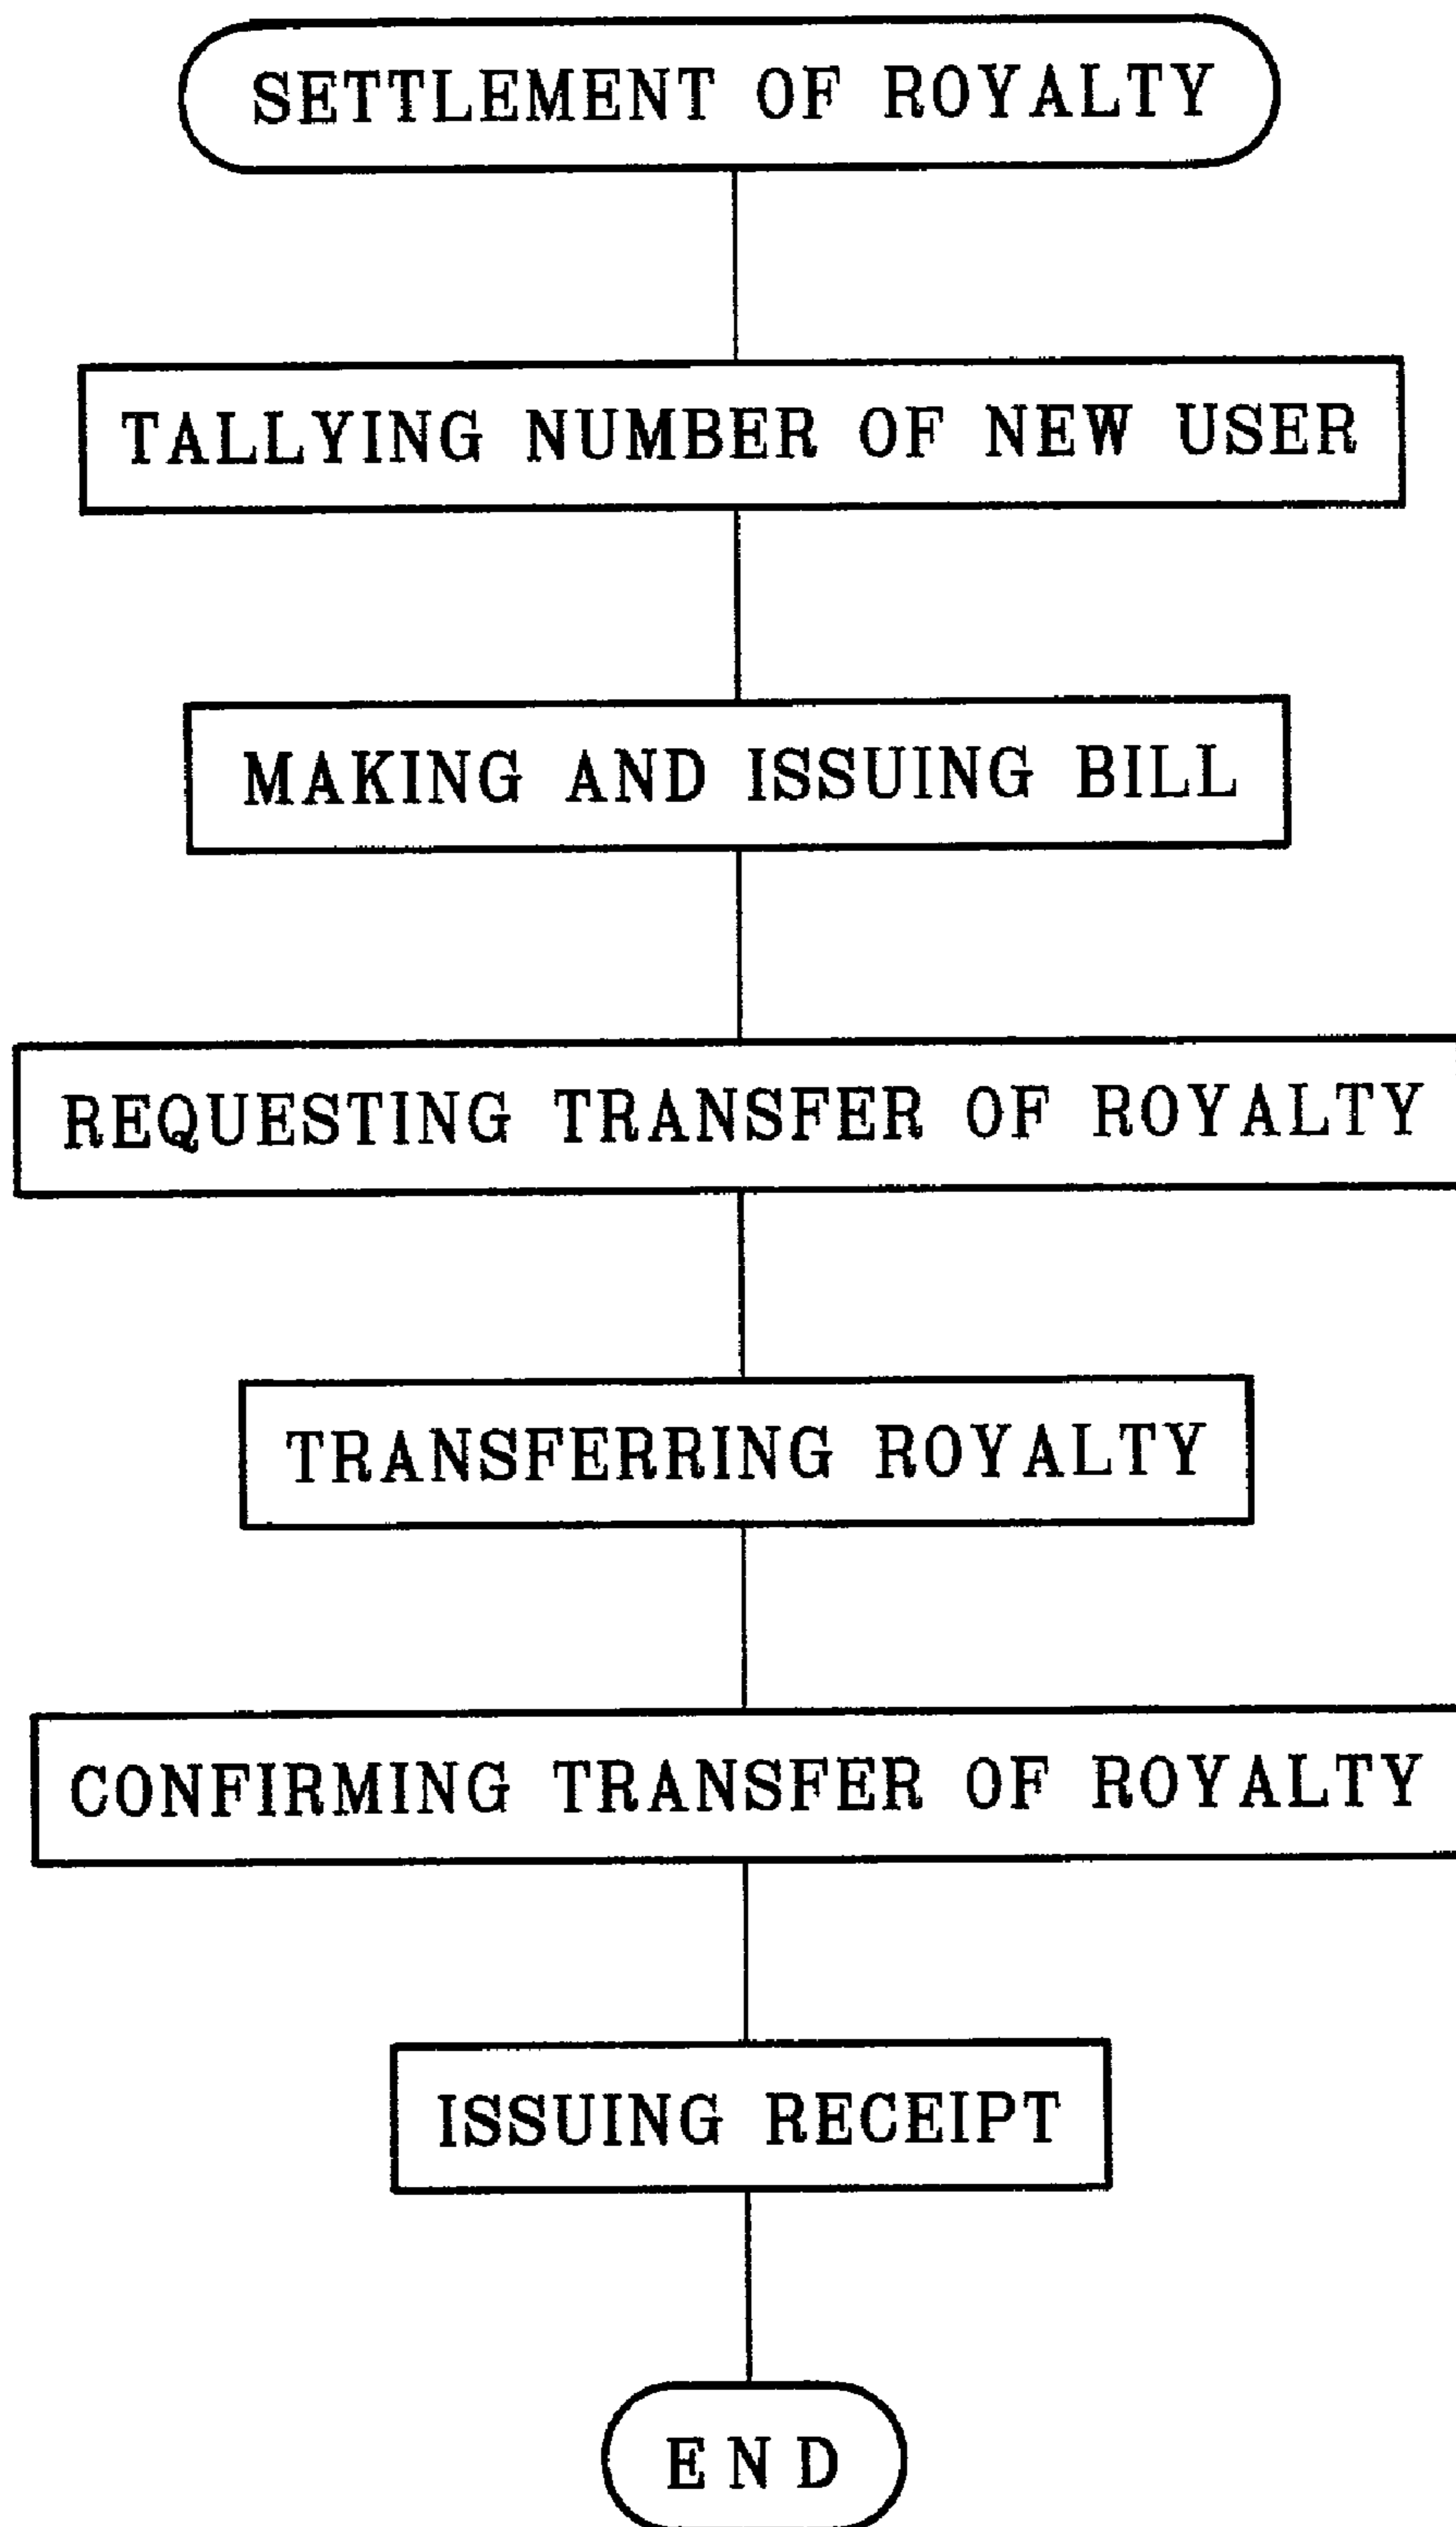 SETTLEMENT OF ROYALTY
TALLYING NUMBER OF NEW USER
MAKING AND ISSUING BILL
REQUESTING TRANSFER OF ROYALTY
TRANSFERRING ROYALTY
CONFIRMING TRANSFER OF ROYALTY
ISSUING RECEIPT
END